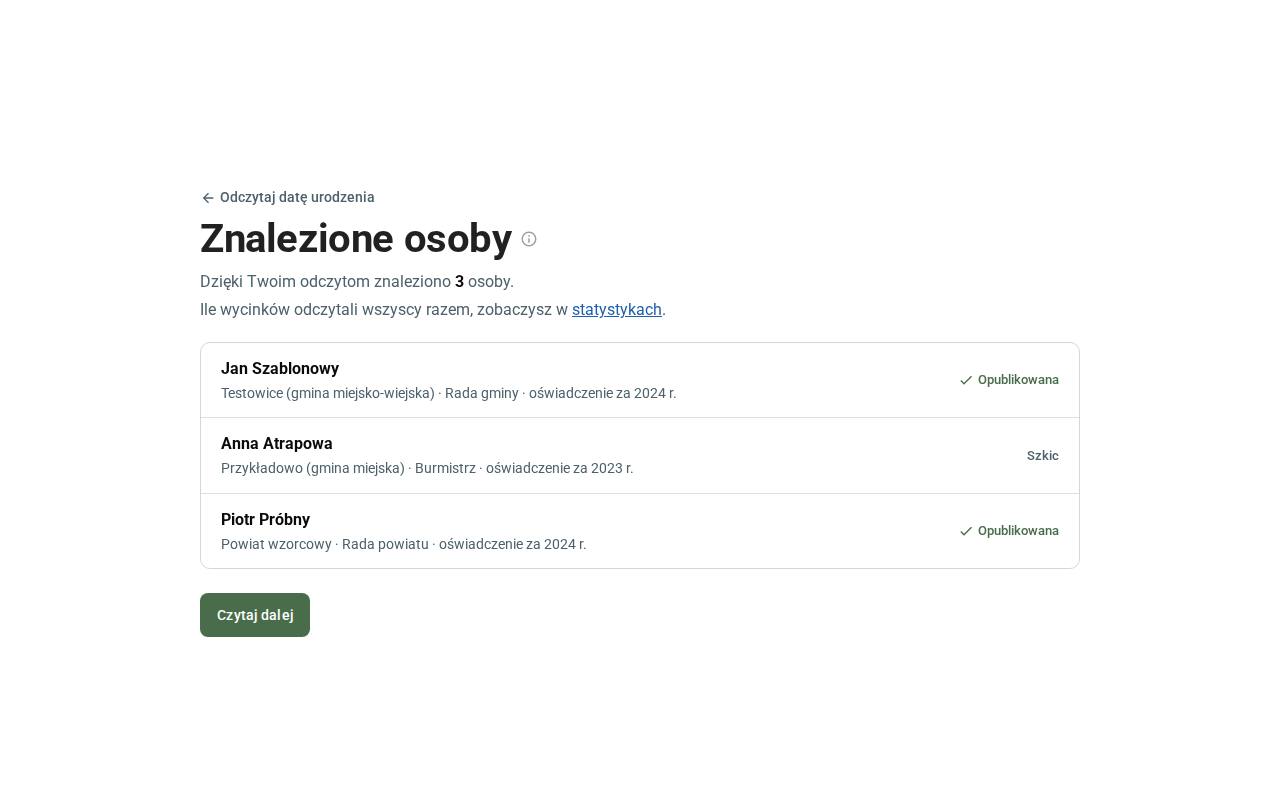 Odczytaj datę urodzenia
Znalezione osoby
Dzięki Twoim odczytom znaleziono 3 osoby.
Ile wycinków odczytali wszyscy razem, zobaczysz w statystykach.
Jan Szablonowy
Testowice (gmina miejsko-wiejska) · Rada gminy · oświadczenie za 2024 r.
Opublikowana
Anna Atrapowa
Przykładowo (gmina miejska) · Burmistrz · oświadczenie za 2023 r.
Szkic
Piotr Próbny
Powiat wzorcowy · Rada powiatu · oświadczenie za 2024 r.
Opublikowana
Czytaj dalej